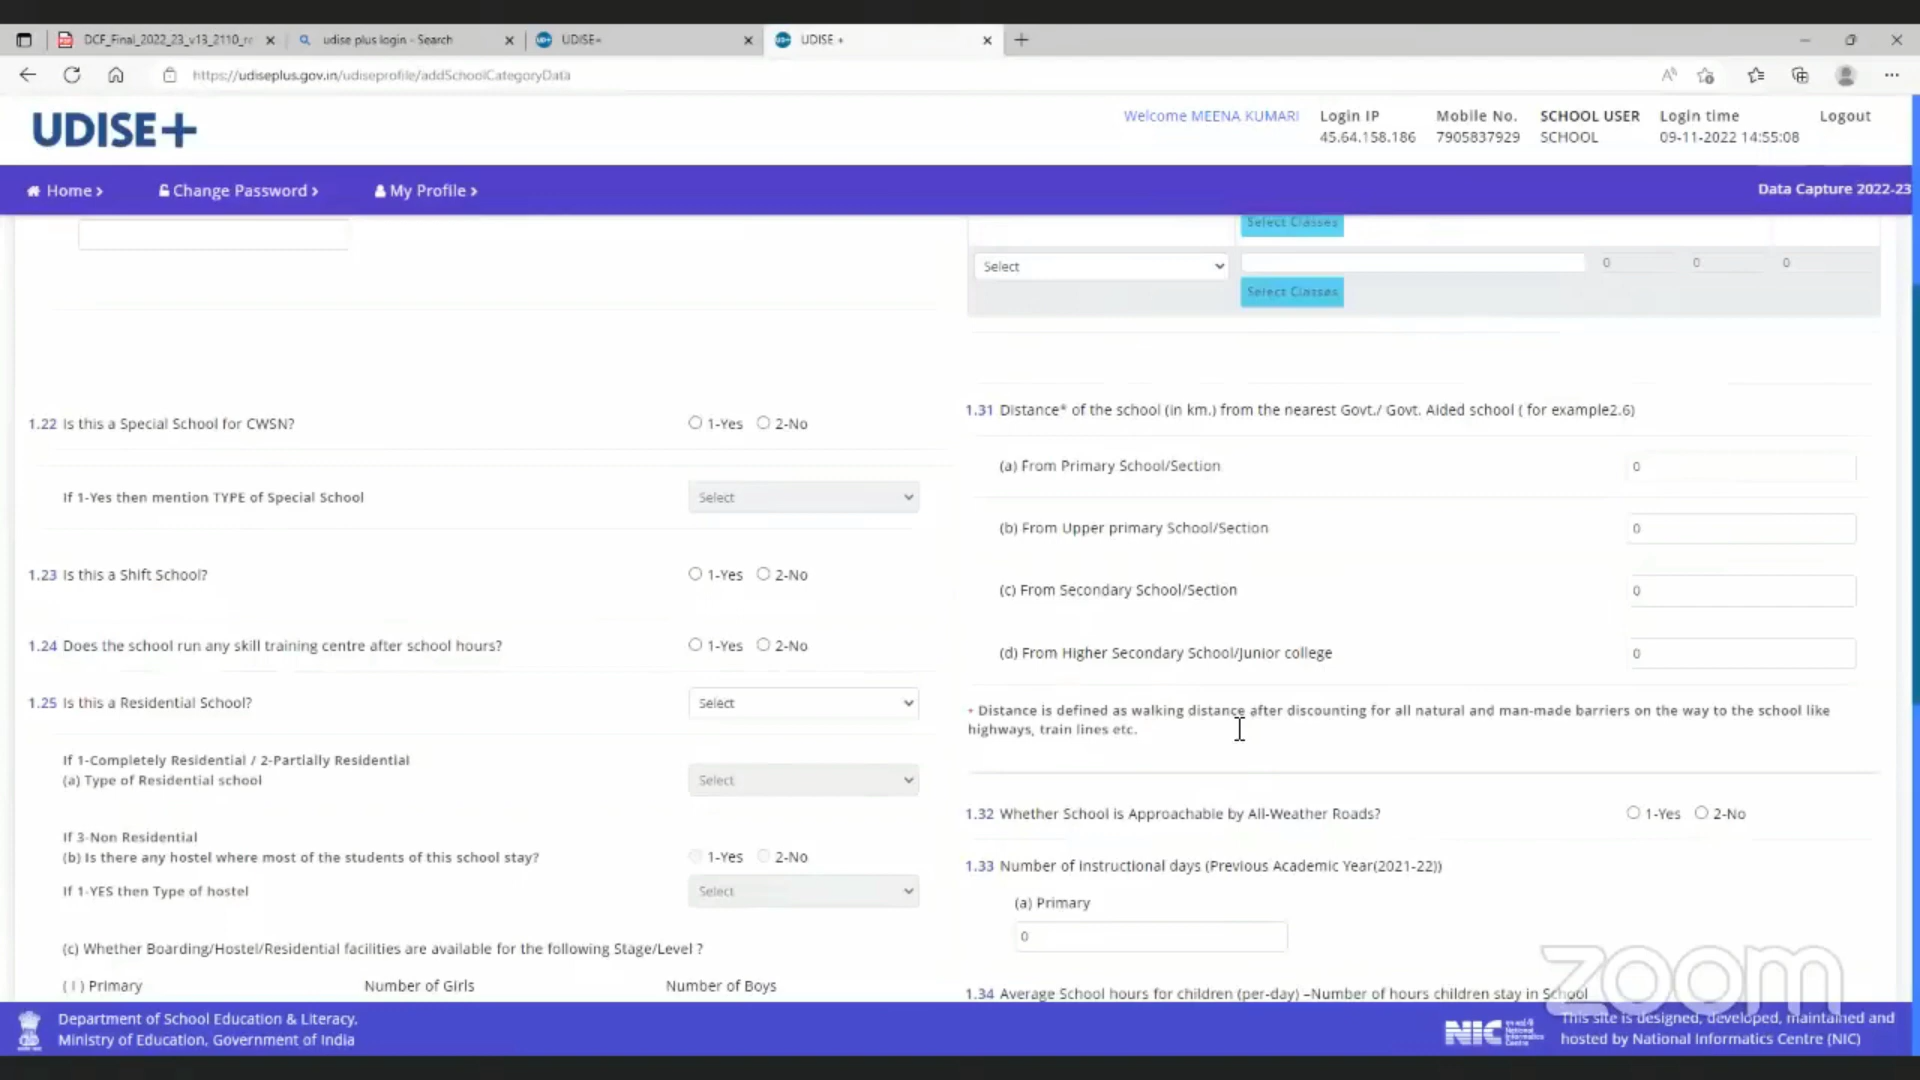 DCF_Final_2022_23_v13_2110_re
udise plus login - Search
UDISE+
UDISE +
https://udiseplus.gov.in/udiseprofile/addSchoolCategoryData
UDISE+
Welcome MEENA KUMARI
Login IP
45.64.158.186
Mobile No.
7905837929
SCHOOL USER
SCHOOL
Login time
09-11-2022 14:55:08
Logout
Home >
Change Password >
My Profile >
Data Capture 2022-23
Select Classes
Select
0
0
0
Select Classes
1.22 Is this a Special School for CWSN?
1-Yes 2-No
If 1-Yes then mention TYPE of Special School
Select
1.23 Is this a Shift School?
1-Yes 2-No
1.24 Does the school run any skill training centre after school hours?
1-Yes 2-No
1.25 Is this a Residential School?
Select
If 1-Completely Residential / 2-Partially Residential
(a) Type of Residential school
Select
If 3-Non Residential
(b) Is there any hostel where most of the students of this school stay?
1-Yes 2-No
If 1-YES then Type of hostel
Select
(c) Whether Boarding/Hostel/Residential facilities are available for the following Stage/Level ?
( I ) Primary
Number of Girls
Number of Boys
1.31 Distance* of the school (in km.) from the nearest Govt./ Govt. Aided school ( for example2.6)
(a) From Primary School/Section
0
(b) From Upper primary School/Section
0
(c) From Secondary School/Section
0
(d) From Higher Secondary School/Junior college
0
* Distance is defined as walking distance after discounting for all natural and man-made barriers on the way to the school like
highways, train lines etc.
1.32 Whether School is Approachable by All-Weather Roads?
1-Yes 2-No
1.33 Number of instructional days (Previous Academic Year(2021-22))
(a) Primary
0
1.34 Average School hours for children (per-day) –Number of hours children stay in School
zoom
Department of School Education & Literacy.
Ministry of Education, Government of India
NIC
This site is designed, developed, maintained and
hosted by National Informatics Centre (NIC)